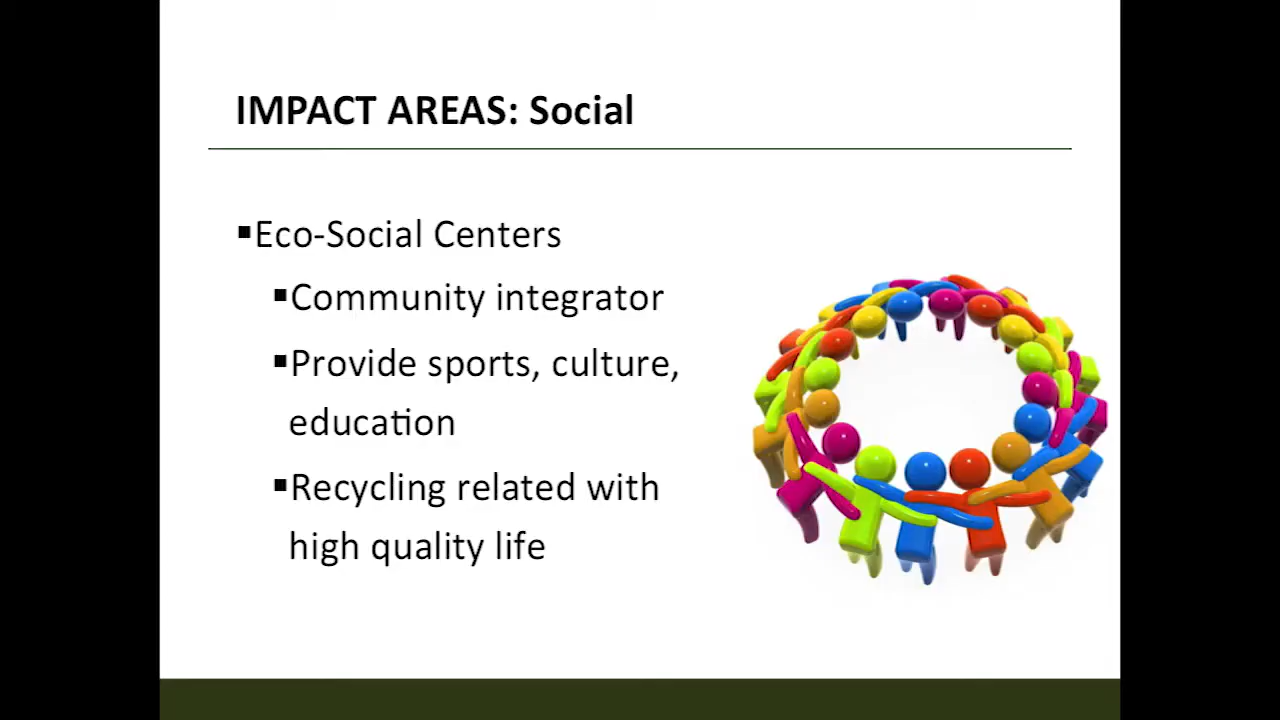 IMPACT AREAS: Social
▪Eco-Social Centers
▪Community integrator
▪Provide sports, culture,
education
▪Recycling related with
high quality life